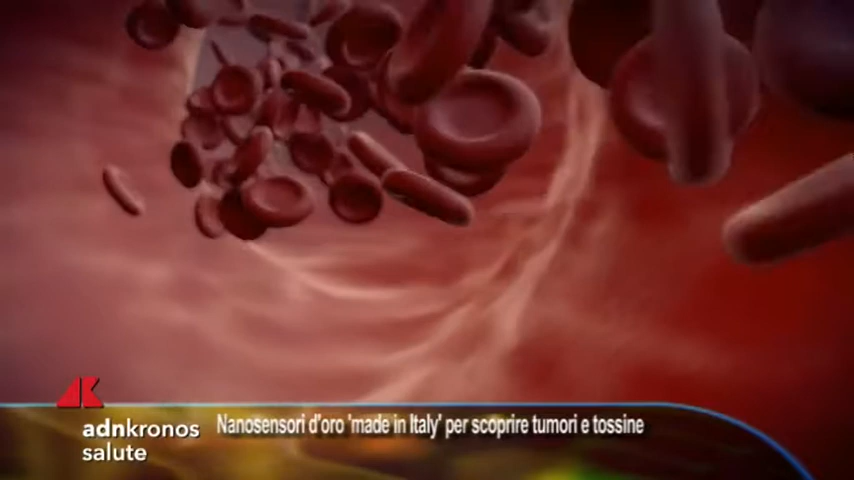 Nanosensori d'oro 'made in Italy' per scoprire tumori e tossine
adnkronos
salute